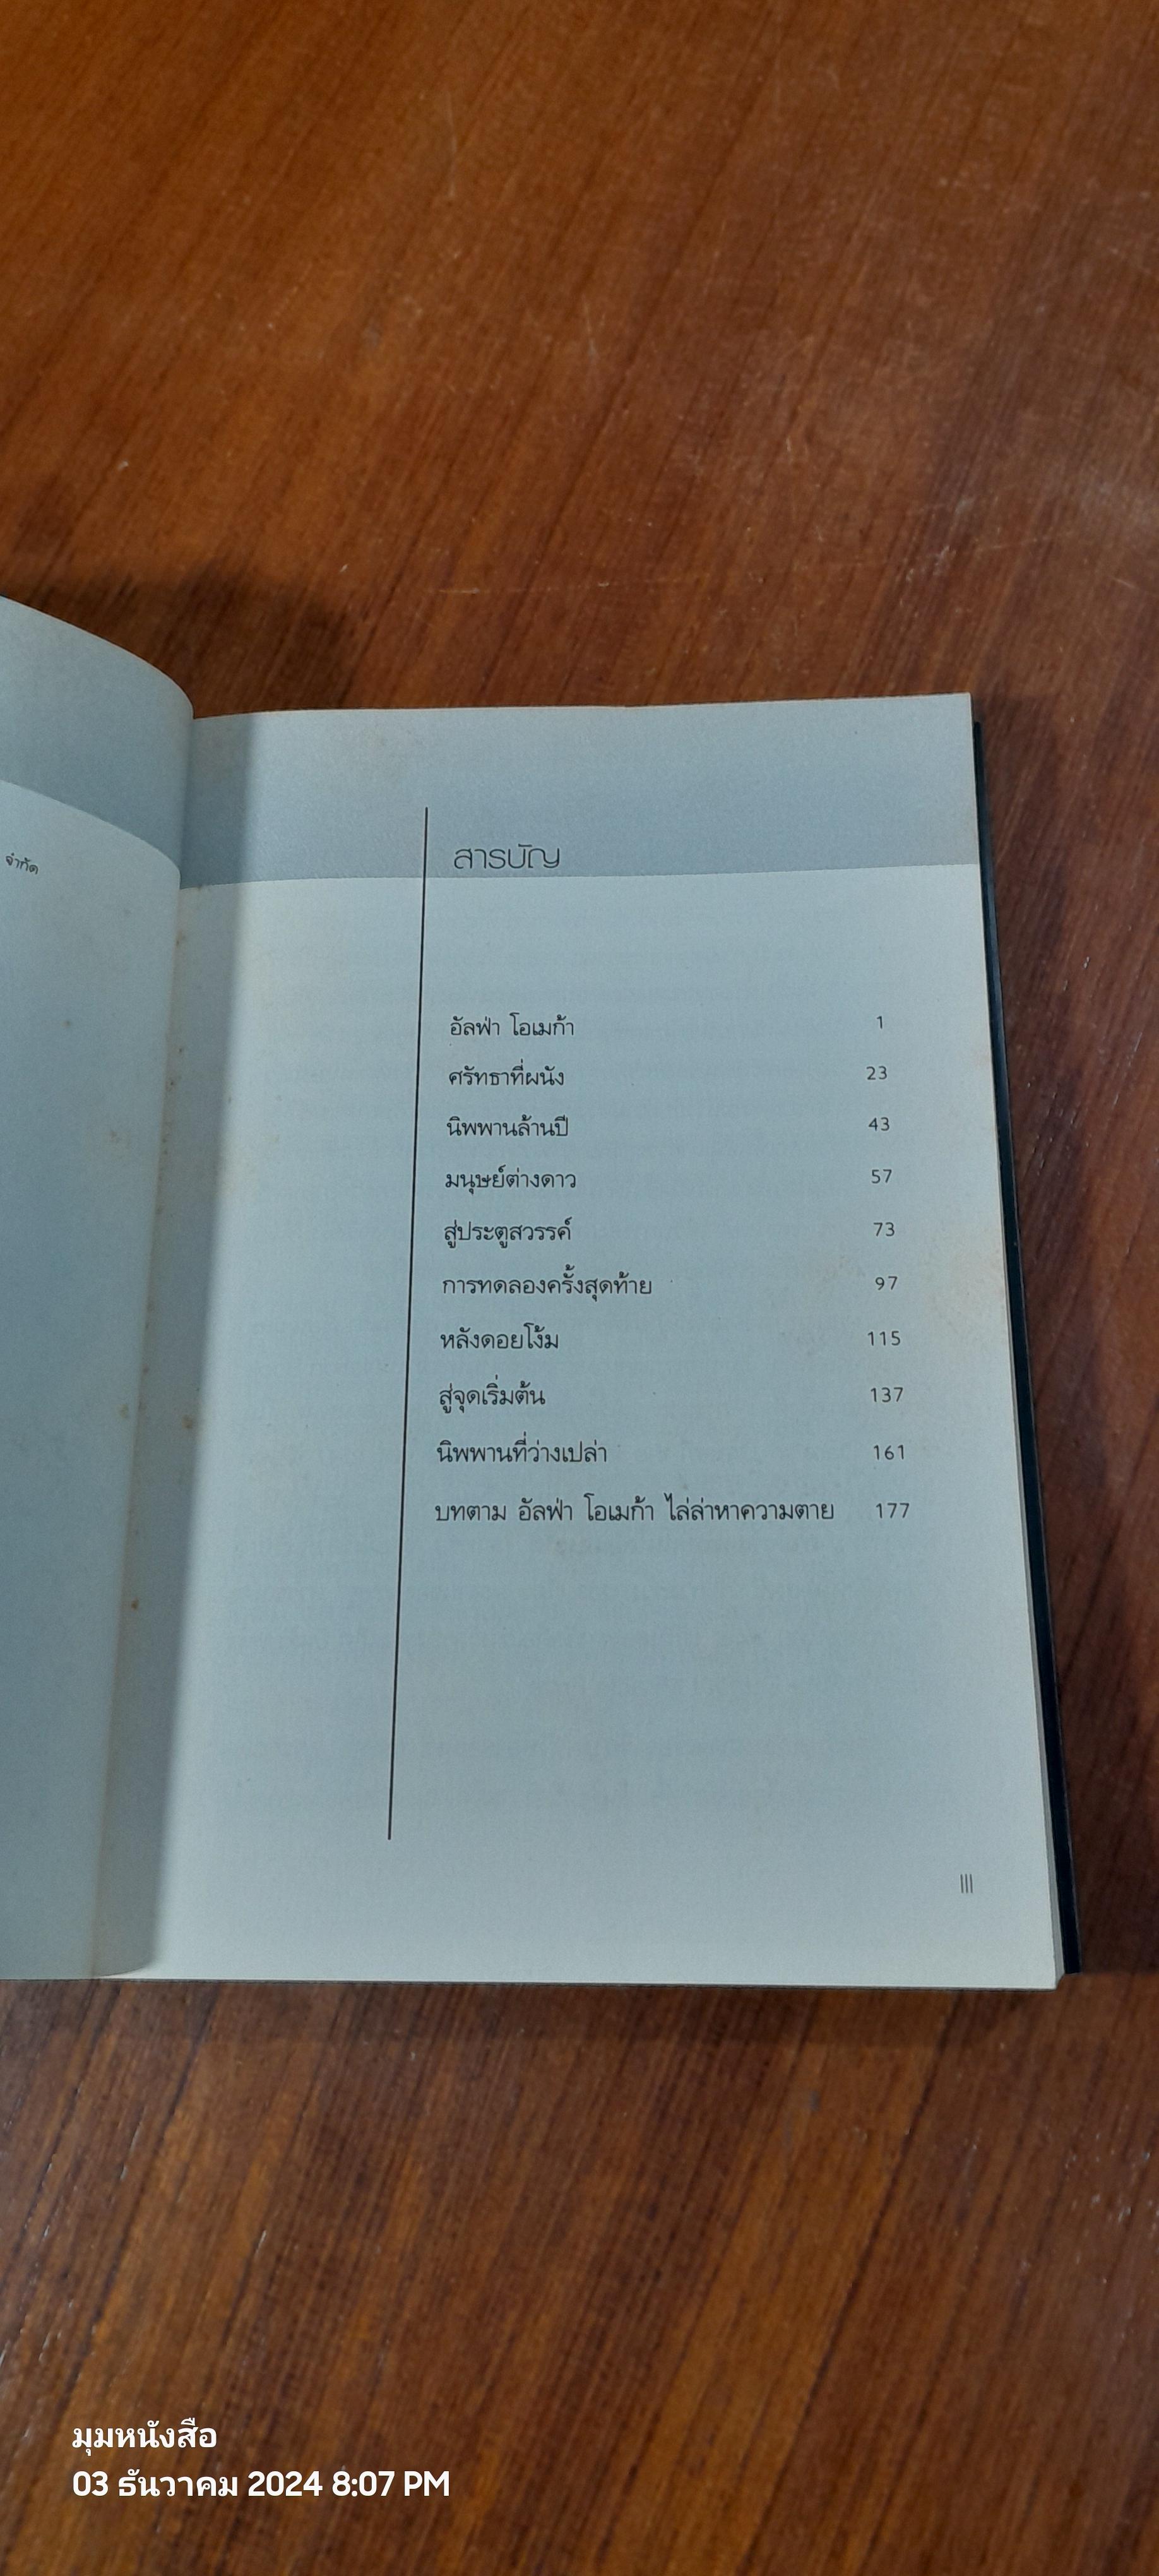 จำกัด
สารบัญ
อัลฟ่า โอเมก้า 1
ศรัทธาที่ผนัง 23
นิพพานล้านปี 43
มนุษย์ต่างดาว 57
สู่ประตูสวรรค์ 73
การทดลองครั้งสุดท้าย 97
หลังดอยโง้ม 115
สู่จุดเริ่มต้น 137
นิพพานที่ว่างเปล่า 161
บทตาม อัลฟ่า โอเมก้า ไล่ล่าหาความตาย 177
III
มุมหนังสือ
03 ธันวาคม 2024 8:07 PM